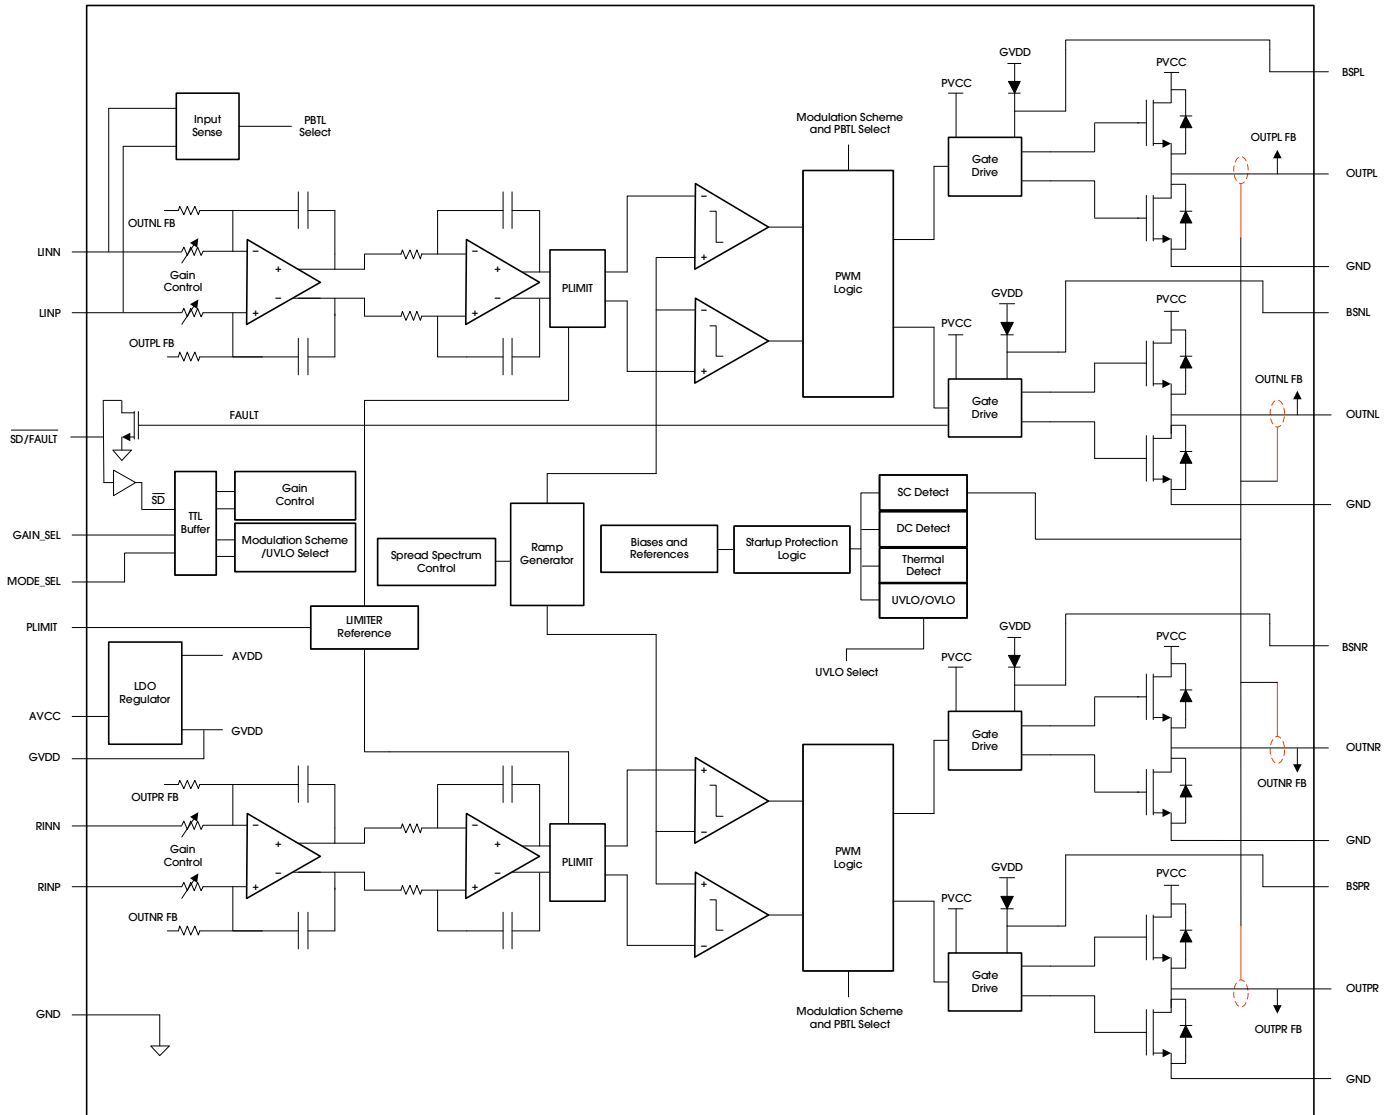 GVDD
PVCC
BSPL
PVCC
Input
Sense
PBTL
Select
Modulation Scheme
and PBTL Select
OUTPL FB
Gate
Drive
OUTPL
OUTNL FB
LINN
GND
Gain
Control
PLIMIT
PWM
Logic
LINP
OUTPL FB
GVDD
PVCC
BSNL
PVCC
OUTNL FB
Gate
Drive
OUTNL
FAULT
SD/FAULT
SD
TTL
Buffer
Gain
Control
GAIN_SEL
Modulation Scheme
/UVLO Select
MODE_SEL
Spread Spectrum
Control
Ramp
Generator
Biases and
References
Startup Protection
Logic
SC Detect
DC Detect
Thermal
Detect
UVLO/OVLO
GND
PLIMIT
LIMITER
Reference
UVLO Select
AVDD
LDO
Regulator
AVCC
GVDD
GVDD
GVDD
PVCC
PVCC
BSNR
Gate
Drive
OUTNR
OUTNR FB
OUTPR FB
RINN
Gain
Control
PLIMIT
PWM
Logic
RINP
OUTNR FB
GND
GVDD
PVCC
PVCC
BSPR
Gate
Drive
OUTPR
OUTPR FB
Modulation Scheme
and PBTL Select
GND
GND
+
−